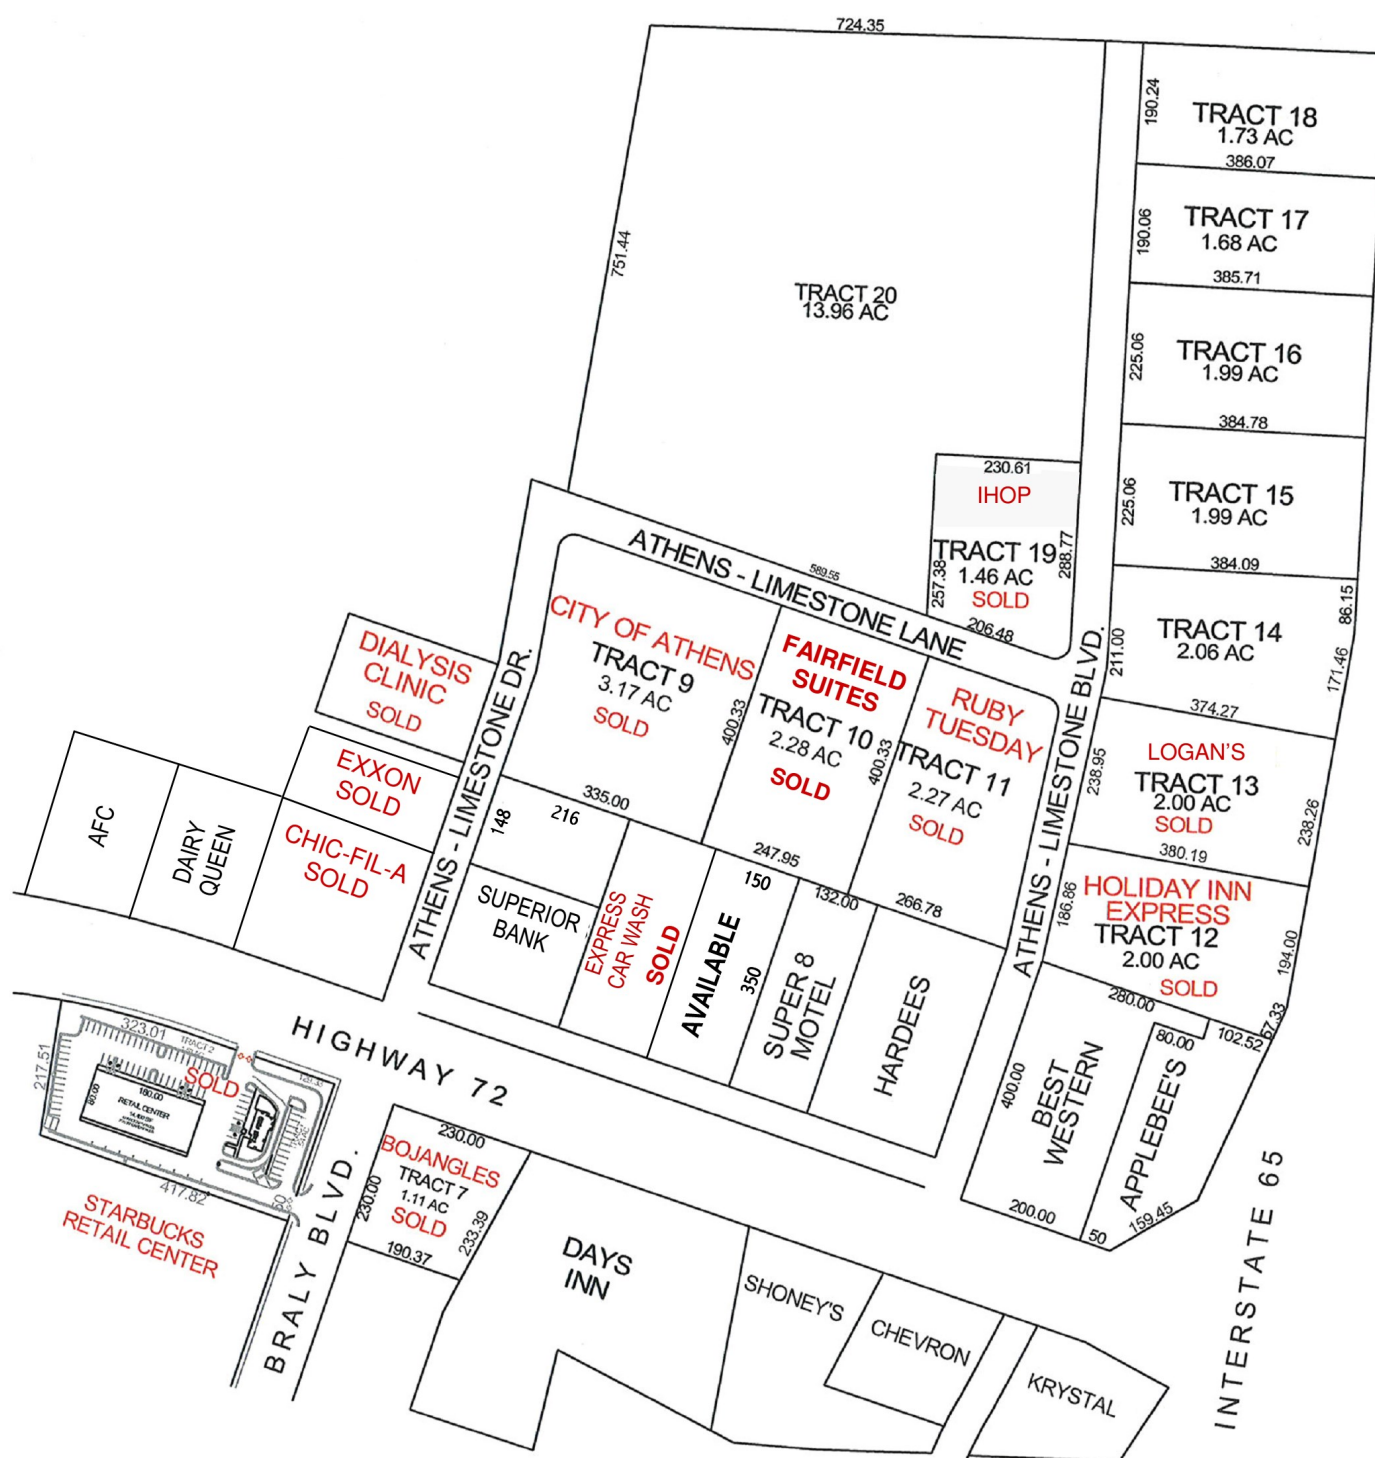 724.35
190.24
TRACT 18
1.73 AC
386.07
190.06
TRACT 17
1.68 AC
385.71
751.44
TRACT 20
13.96 AC
225.06
TRACT 16
1.99 AC
384.78
230.61
IHOP
225.06
TRACT 15
1.99 AC
384.09
ATHENS - LIMESTONE LANE
589.55
257.38
TRACT 19
1.46 AC
SOLD
288.77
206.48
86.15
211.00
TRACT 14
2.06 AC
171.46
374.27
DIALYSIS
CLINIC
SOLD
ATHENS - LIMESTONE DR.
CITY OF ATHENS
TRACT 9
3.17 AC
SOLD
400.33
335.00
FAIRFIELD
SUITES
TRACT 10
2.28 AC
SOLD
400.33
247.95
RUBY
TUESDAY
TRACT 11
2.27 AC
SOLD
266.78
ATHENS - LIMESTONE BLVD.
238.95
LOGAN'S
TRACT 13
2.00 AC
SOLD
238.26
380.19
EXXON
SOLD
AFC
DAIRY
QUEEN
CHIC-FIL-A
SOLD
148
216
SUPERIOR
BANK
EXPRESS
CAR WASH
SOLD
150
AVAILABLE
350
132.00
SUPER 8
MOTEL
HARDEES
186.86
HOLIDAY INN
EXPRESS
TRACT 12
2.00 AC
SOLD
194.00
280.00
57.33
102.52
80.00
400.00
BEST
WESTERN
APPLEBEE'S
200.00
50
159.45
HIGHWAY 72
323.01
TRACT 2
217.51
SOLD
180.00
80.00
RETAIL CENTER
417.82
STARBUCKS
RETAIL CENTER
BRALY BLVD.
230.00
BOJANGLES
TRACT 7
1.11 AC
SOLD
230.00
233.39
190.37
DAYS
INN
SHONEY'S
CHEVRON
KRYSTAL
INTERSTATE 65